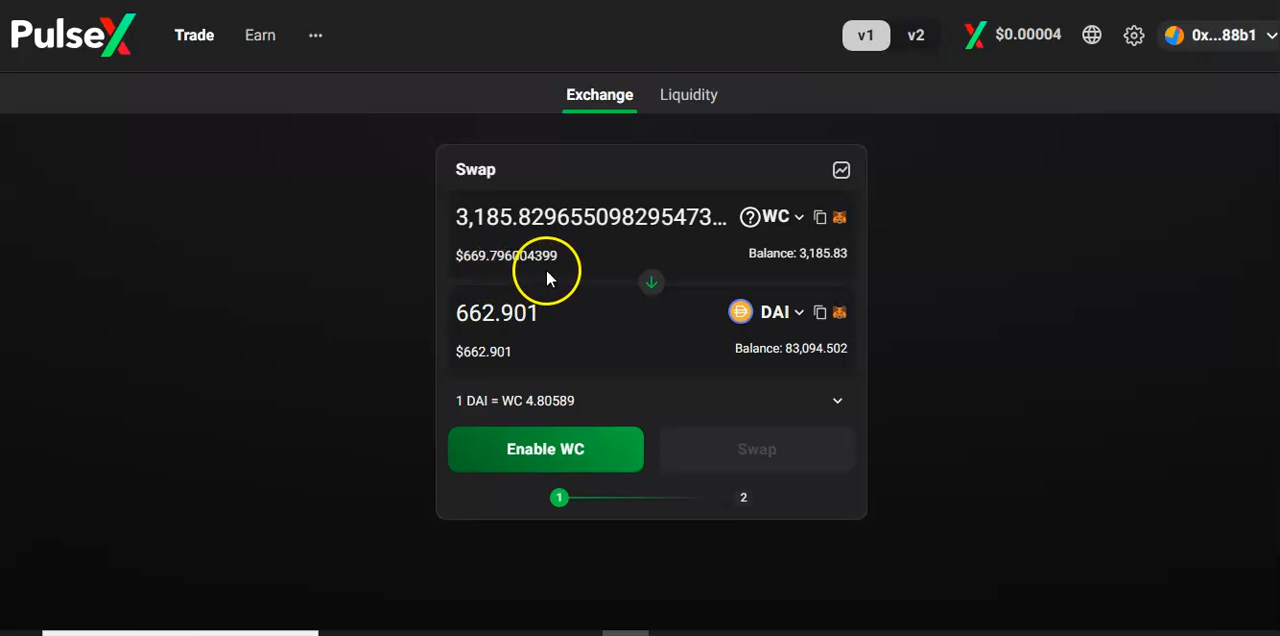 PulseX Trade Earn ... v1 v2 $0.00004 0x...88b1
Exchange Liquidity
Swap
3,185.829655098295473... WC
$669.796004399 Balance: 3,185.83
662.901 DAI
$662.901 Balance: 83,094.502
1 DAI = WC 4.80589
Enable WC Swap
1 2